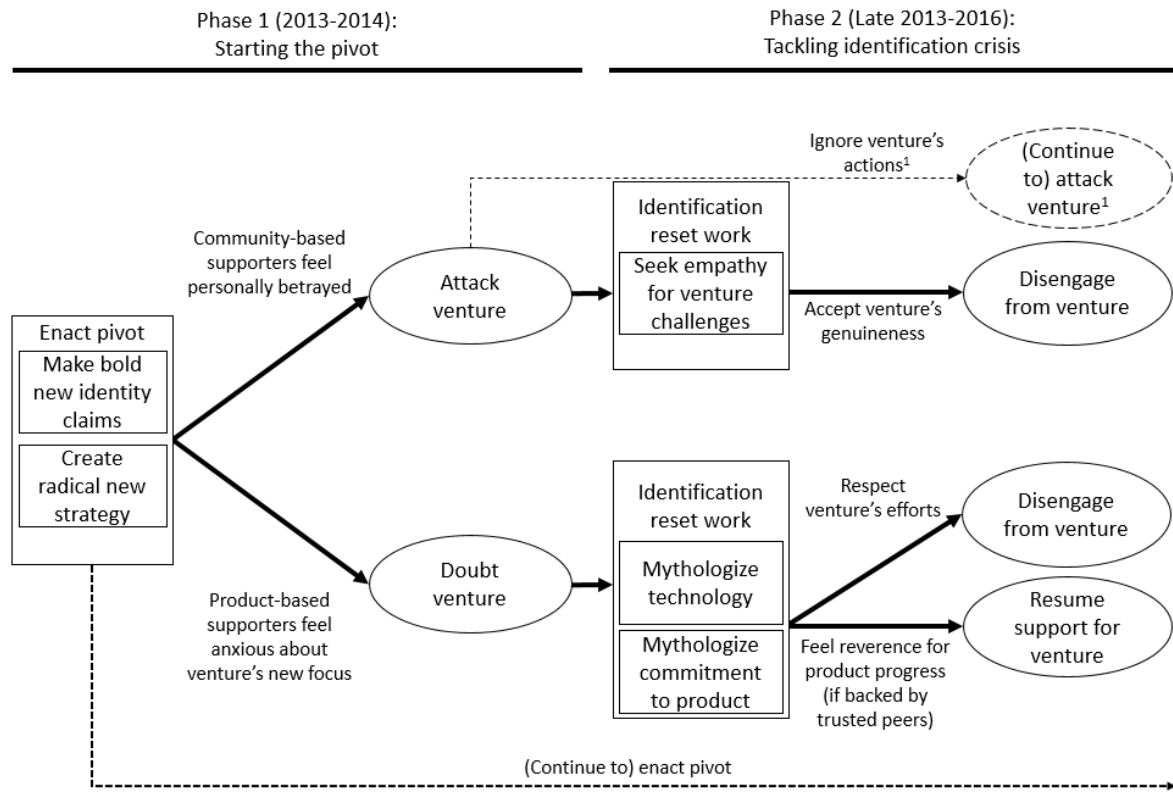 Phase 1 (2013-2014):
Starting the pivot
Phase 2 (Late 2013-2016):
Tackling identification crisis
Enact pivot
Make bold
new identity
claims
Create
radical new
strategy
Community-based
supporters feel
personally betrayed
Attack
venture
Ignore venture’s
actions¹
(Continue
to) attack
venture¹
Identification
reset work
Seek empathy
for venture
challenges
Accept venture’s
genuineness
Disengage
from venture
Product-based
supporters feel
anxious about
venture’s new focus
Doubt
venture
Identification
reset work
Mythologize
technology
Mythologize
commitment
to product
Respect
venture’s efforts
Disengage
from venture
Feel reverence for
product progress
(if backed by
trusted peers)
Resume
support for
venture
(Continue to) enact pivot